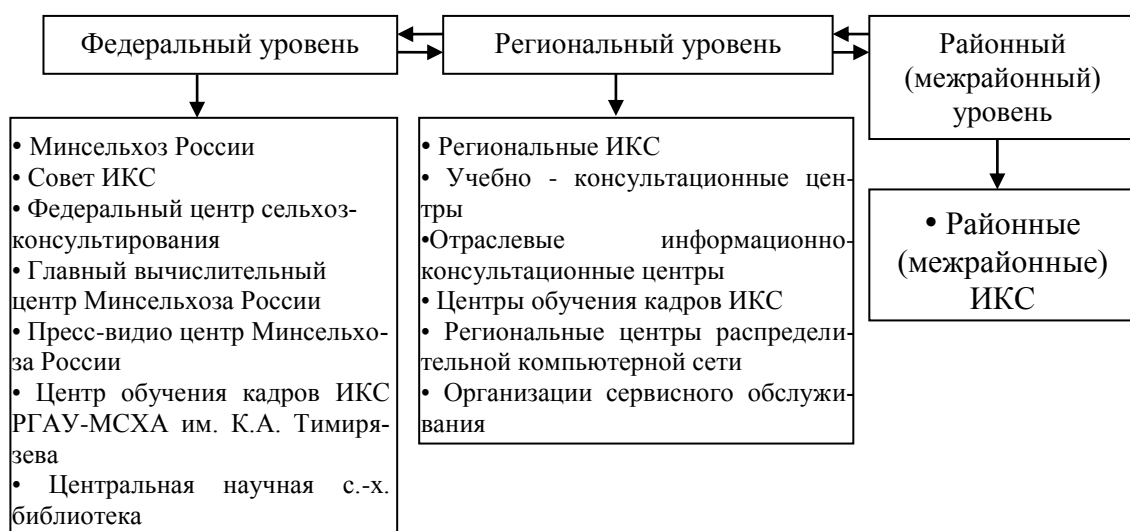 Федеральный уровень
Региональный уровень
Районный
(межрайонный)
уровень
• Минсельхоз России
• Совет ИКС
• Федеральный центр сельхоз-
консультирования
• Главный вычислительный
центр Минсельхоза России
• Пресс-видио центр Минсельхо-
за России
• Центр обучения кадров ИКС
РГАУ-МСХА им. К.А. Тимиря-
зева
• Центральная научная с.-х.
библиотека
• Региональные ИКС
• Учебно - консультационные цен-
тры
•Отраслевые информационно-
консультационные центры
• Центры обучения кадров ИКС
• Региональные центры распредели-
тельной компьютерной сети
• Организации сервисного обслужи-
вания
• Районные
(межрайонные)
ИКС